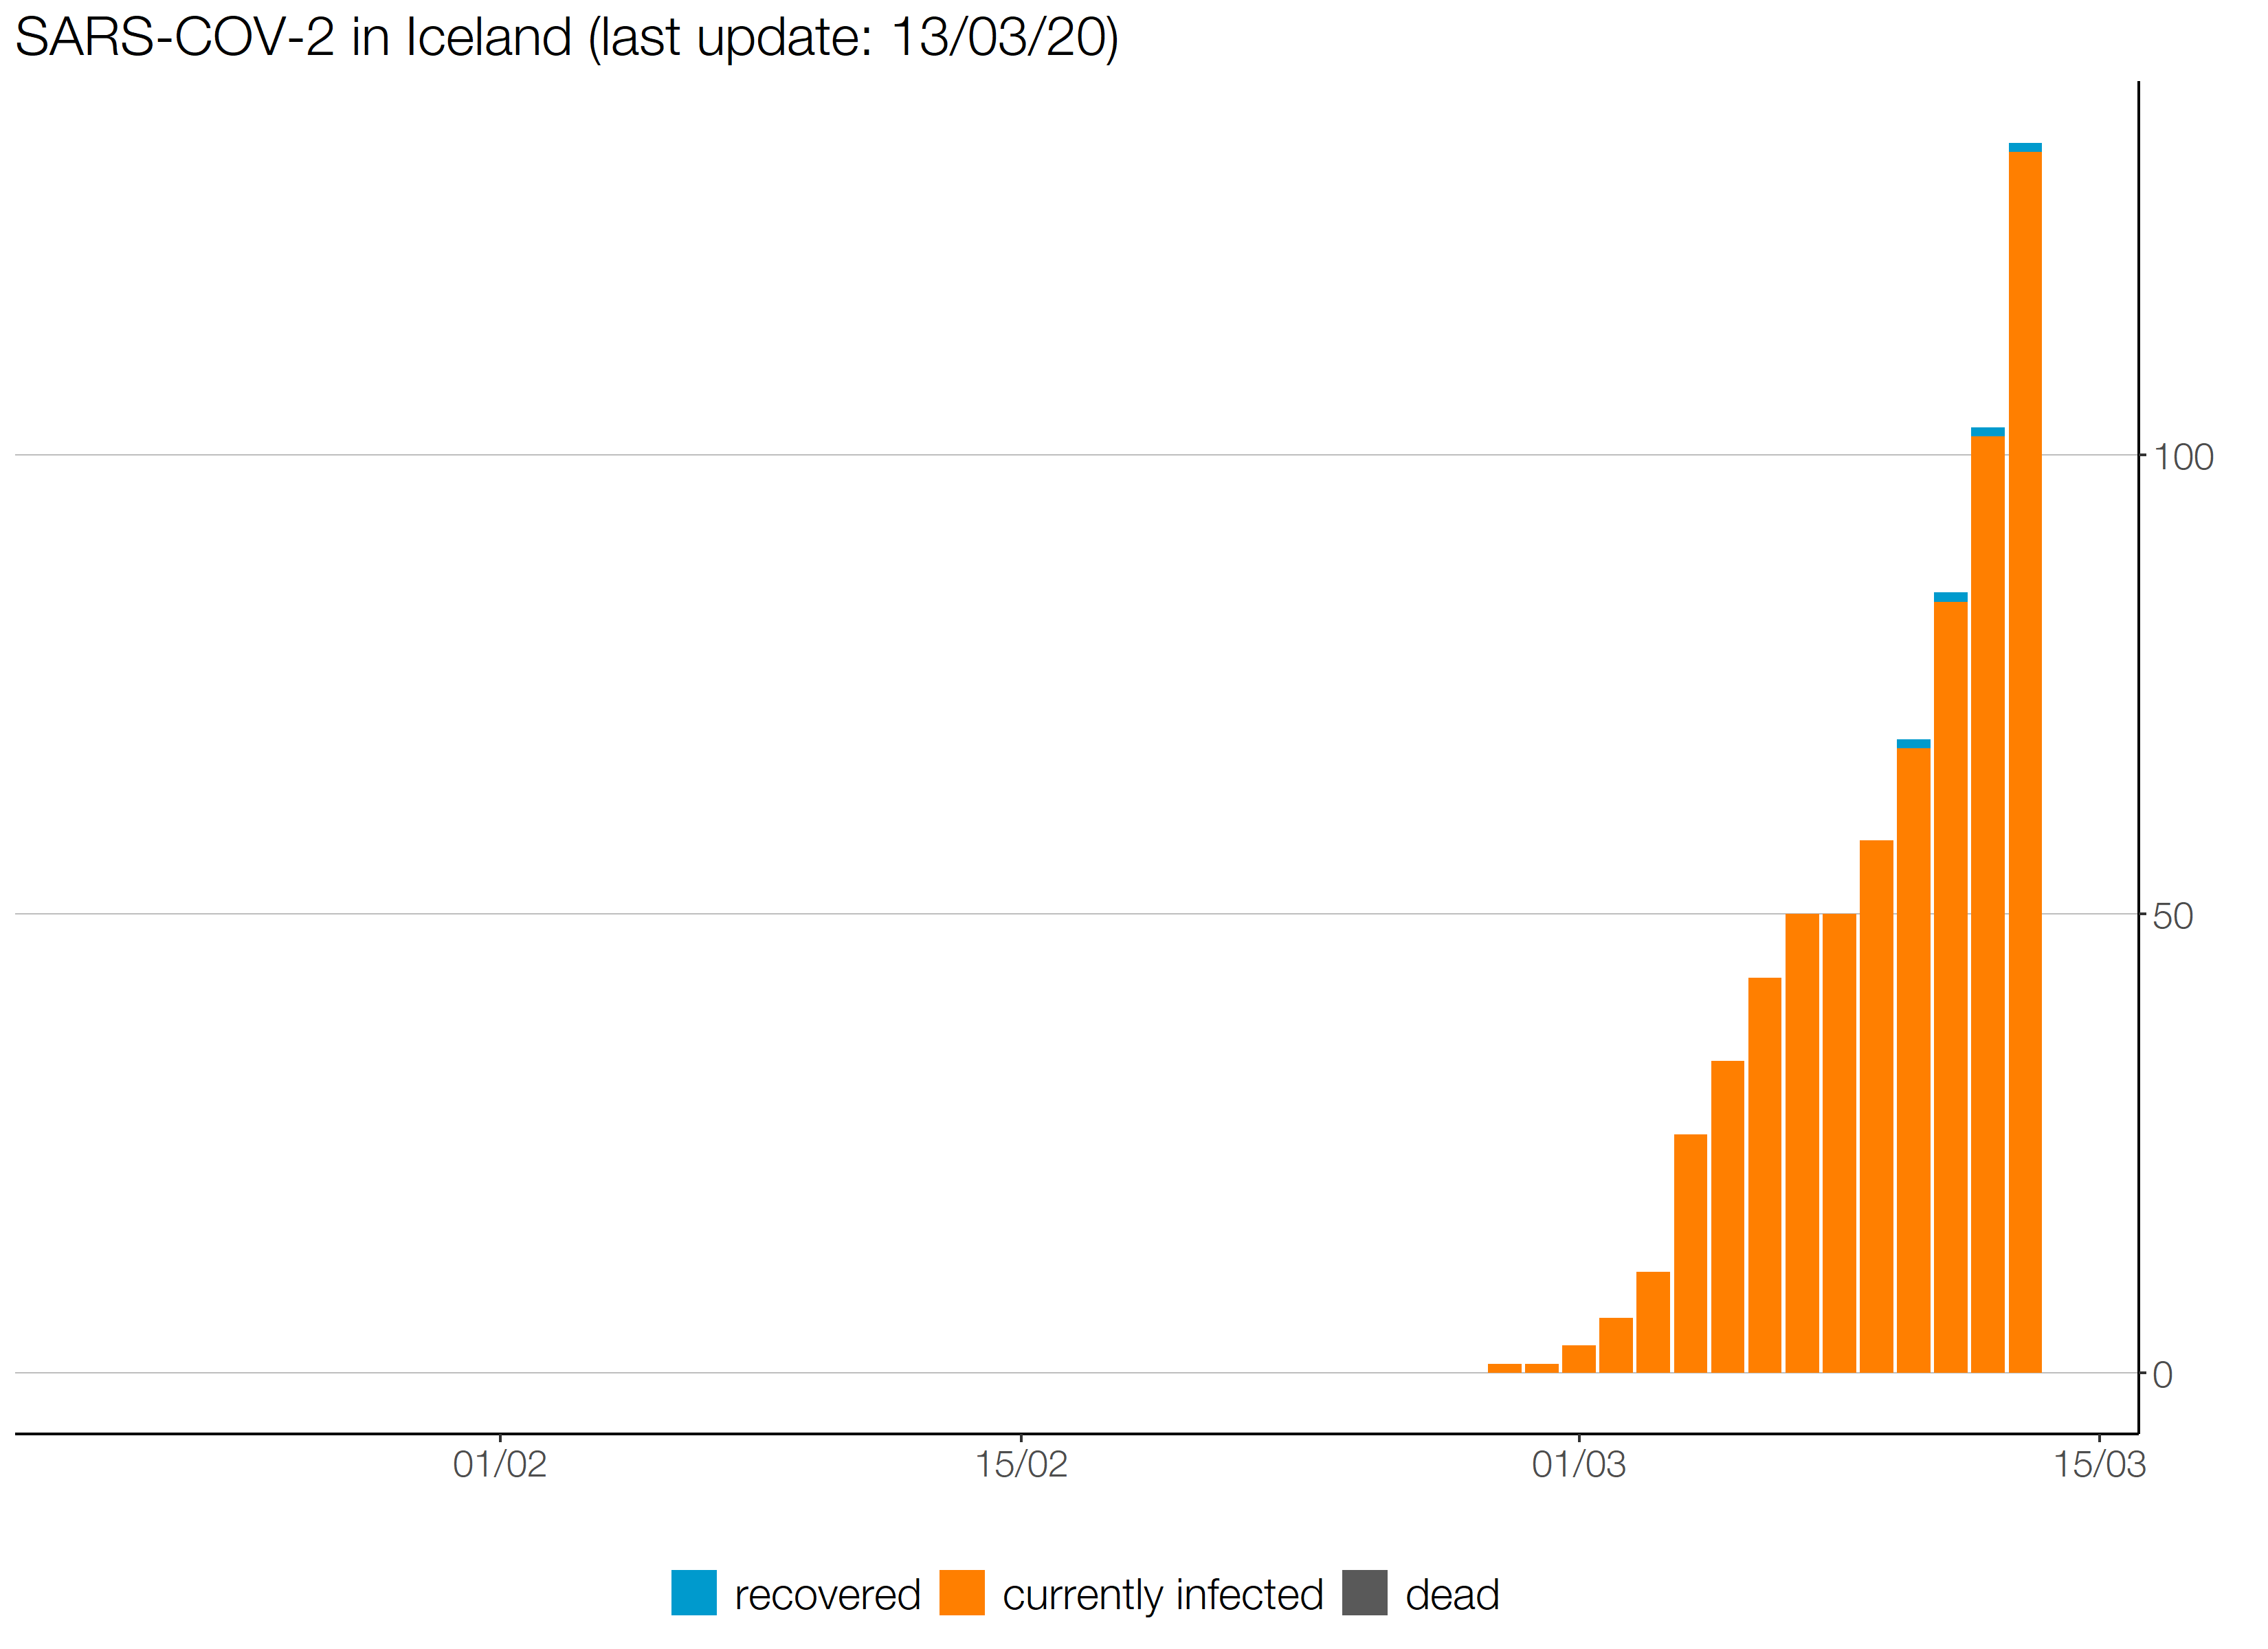 SARS-COV-2 in Iceland (last update: 13/03/20)
100
50
0
01/02 15/02 01/03 15/03
recovered currently infected dead